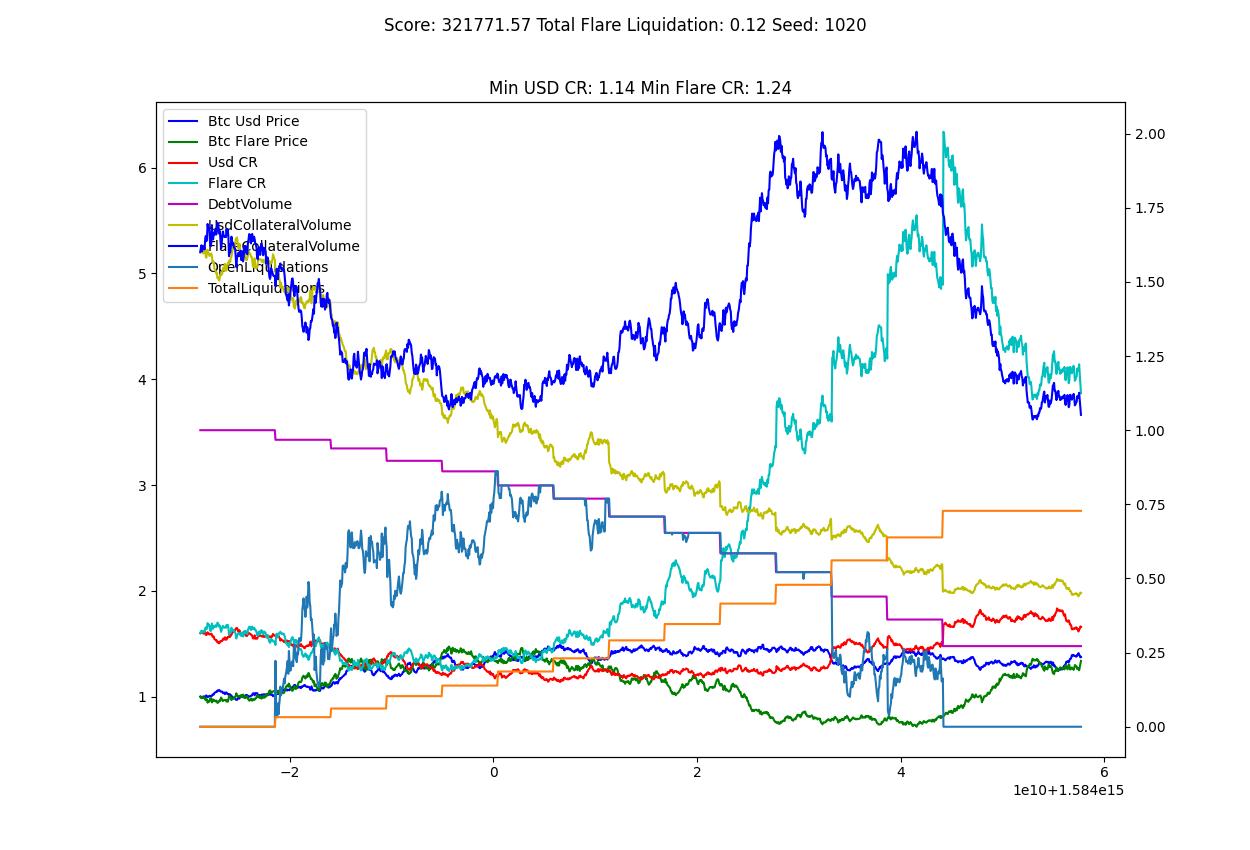 Score: 321771.57 Total Flare Liquidation: 0.12 Seed: 1020
Min USD CR: 1.14 Min Flare CR: 1.24
Btc Usd Price
Btc Flare Price
Usd CR
Flare CR
DebtVolume
UsdCollateralVolume
FlareCollateralVolume
OpenLiquidations
TotalLiquidations
6
5
4
3
2
1
2.00
1.75
1.50
1.25
1.00
0.75
0.50
0.25
0.00
−2
0
2
4
6
1e10+1.584e15